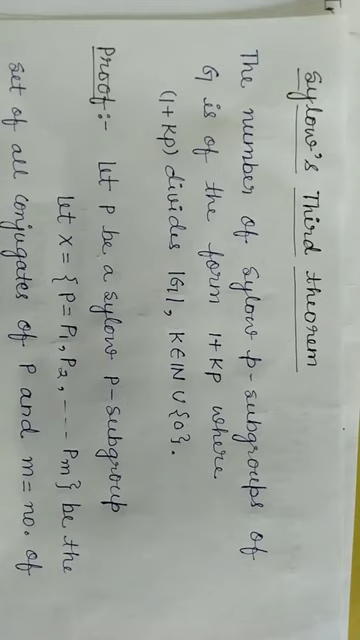 Sylow's Third theorem
The number of Sylow p-subgroups of
G is of the form 1+KP where
(1+KP) divides |G|, K∈IN ∪ {0}.
Proof:- Let P be a Sylow P-subgroup
Let X = {P=P1, P2, ---- Pm} be the
set of all conjugates of P and m = no. of